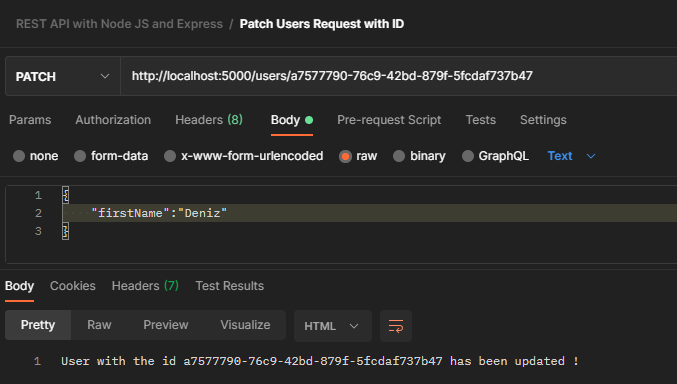 REST API with Node JS and Express / Patch Users Request with ID
PATCH http://localhost:5000/users/a7577790-76c9-42bd-879f-5fcdaf737b47
Params Authorization Headers (8) Body Pre-request Script Tests Settings
none form-data x-www-form-urlencoded raw binary GraphQL Text
1 {
2 "firstName":"Deniz"
3 }
Body Cookies Headers (7) Test Results
Pretty Raw Preview Visualize HTML
1 User with the id a7577790-76c9-42bd-879f-5fcdaf737b47 has been updated !